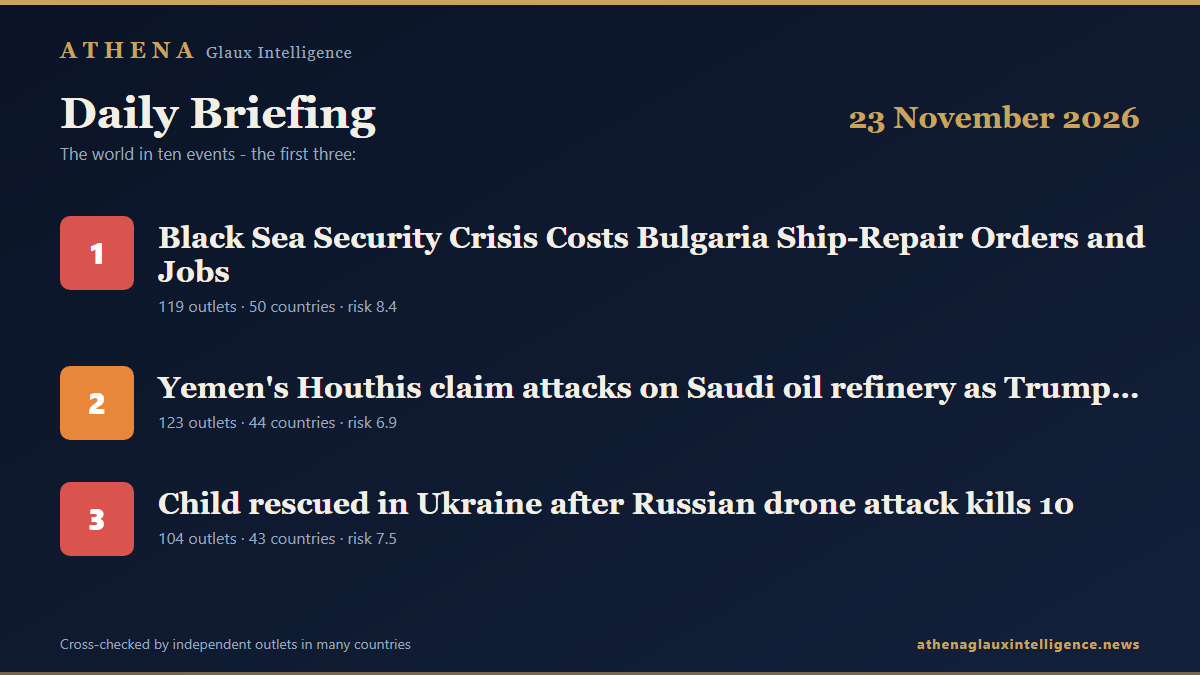 ATHENA Glaux Intelligence
Daily Briefing
23 November 2026
The world in ten events - the first three:
1
Black Sea Security Crisis Costs Bulgaria Ship-Repair Orders and
Jobs
119 outlets · 50 countries · risk 8.4
2
Yemen's Houthis claim attacks on Saudi oil refinery as Trump...
123 outlets · 44 countries · risk 6.9
3
Child rescued in Ukraine after Russian drone attack kills 10
104 outlets · 43 countries · risk 7.5
Cross-checked by independent outlets in many countries
athenaglauxintelligence.news